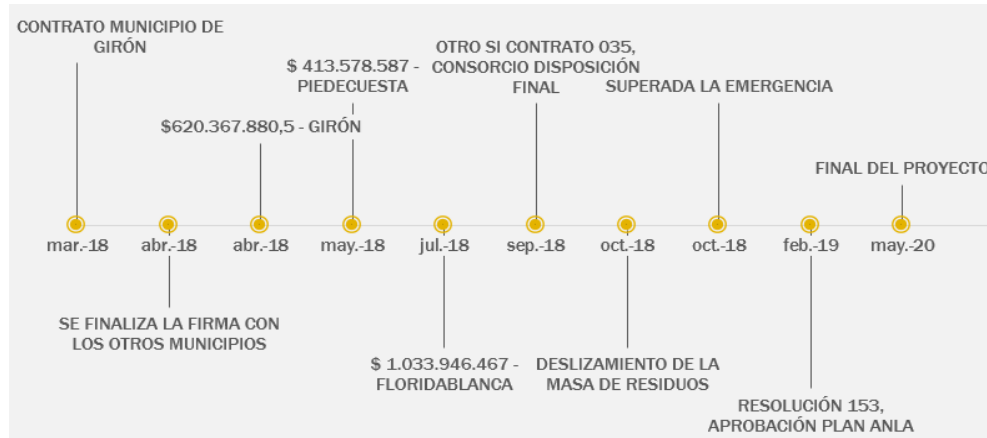 CONTRATO MUNICIPIO DE
GIRÓN
$ 413.578.587 -
PIEDECUESTA
OTRO SI CONTRATO 035,
CONSORCIO DISPOSICIÓN
FINAL
SUPERADA LA EMERGENCIA
$620.367.880,5 - GIRÓN
FINAL DEL PROYECTO
mar.-18
abr.-18
abr.-18
may.-18
jul.-18
sep.-18
oct.-18
oct.-18
feb.-19
may.-20
SE FINALIZA LA FIRMA CON
LOS OTROS MUNICIPIOS
$ 1.033.946.467 -
FLORIDABLANCA
DESLIZAMIENTO DE LA
MASA DE RESIDUOS
RESOLUCIÓN 153,
APROBACIÓN PLAN ANLA